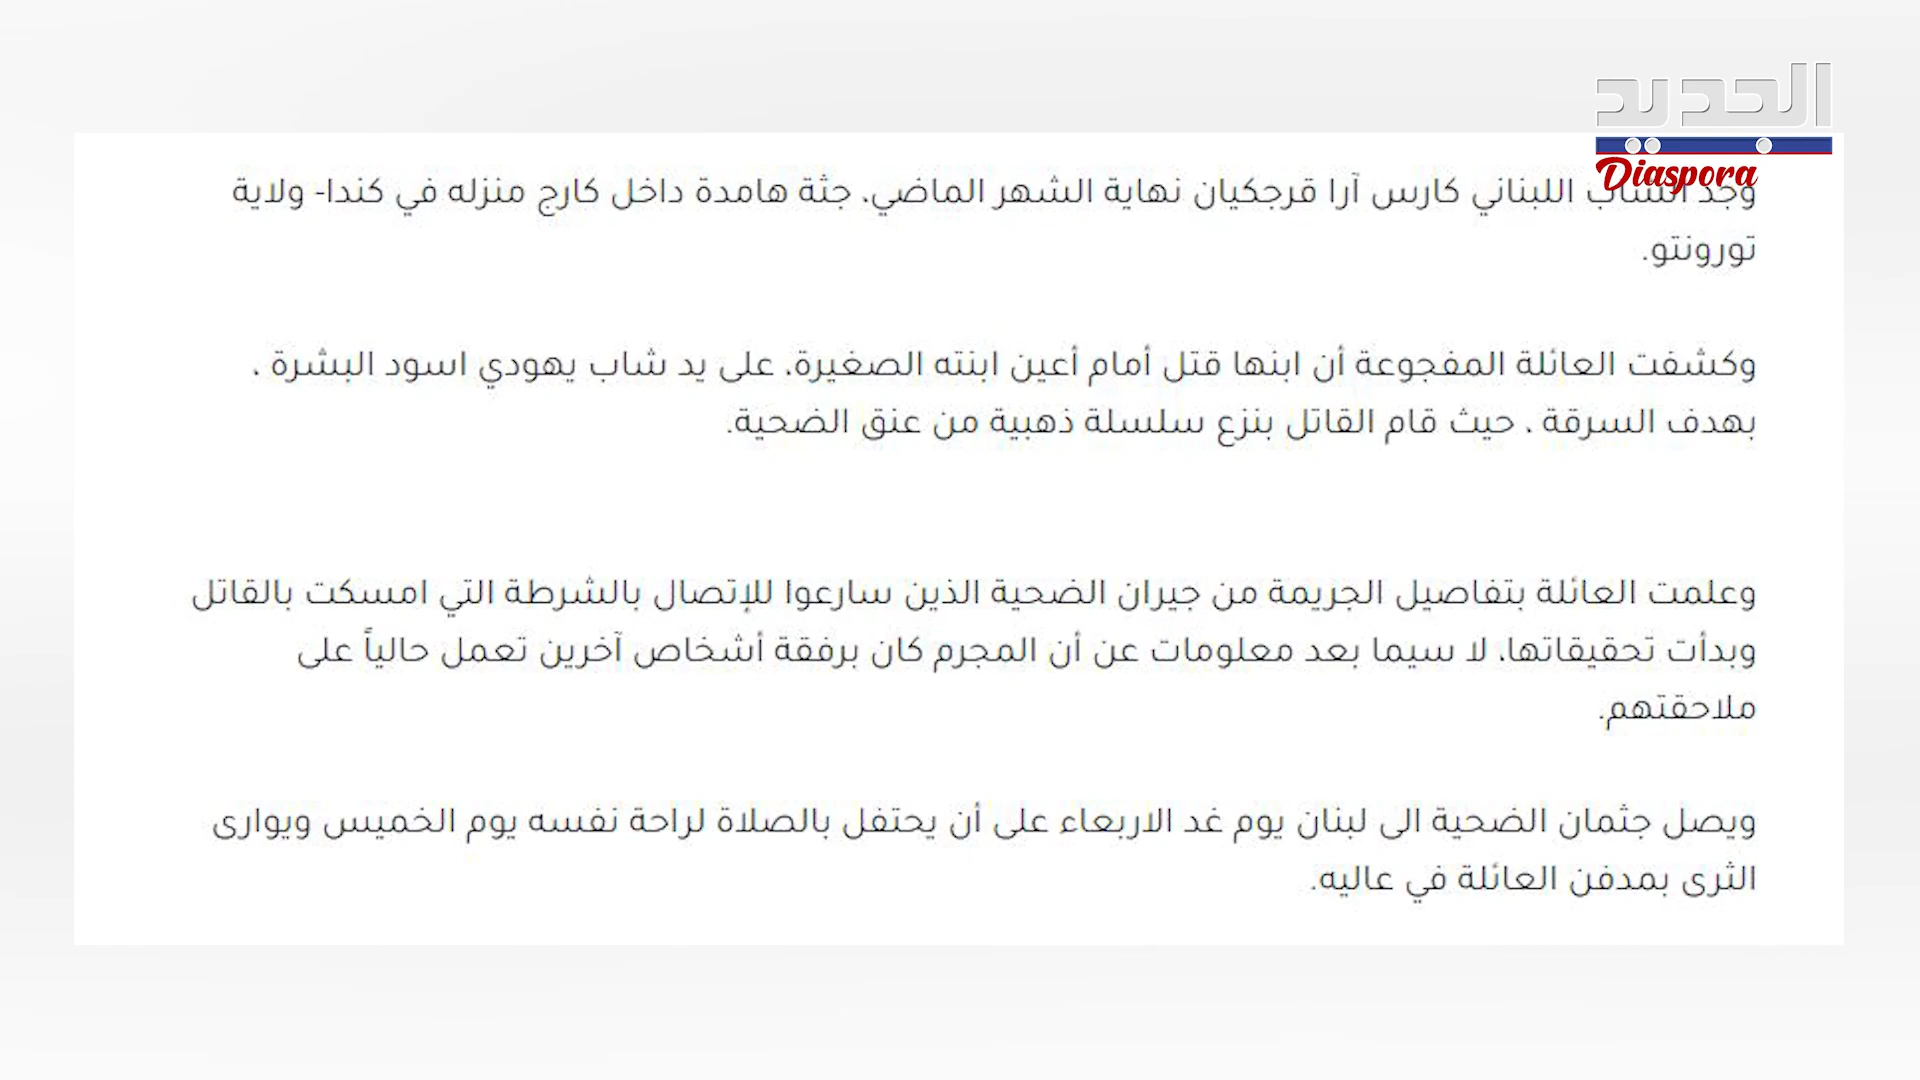 الجديد
Diaspora
وجد الشاب اللبناني كارس آرا قرجكيان نهاية الشهر الماضي، جثة هامدة داخل كارج منزله في كندا- ولاية
تورونتو.
وكشفت العائلة المفجوعة أن ابنها قتل أمام أعين ابنته الصغيرة، على يد شاب يهودي اسود البشرة ،
بهدف السرقة ، حيث قام القاتل بنزع سلسلة ذهبية من عنق الضحية.
وعلمت العائلة بتفاصيل الجريمة من جيران الضحية الذين سارعوا للإتصال بالشرطة التي امسكت بالقاتل
وبدأت تحقيقاتها، لا سيما بعد معلومات عن أن المجرم كان برفقة أشخاص آخرين تعمل حالياً على
ملاحقتهم.
ويصل جثمان الضحية الى لبنان يوم غد الاربعاء على أن يحتفل بالصلاة لراحة نفسه يوم الخميس ويوارى
الثرى بمدفن العائلة في عاليه.